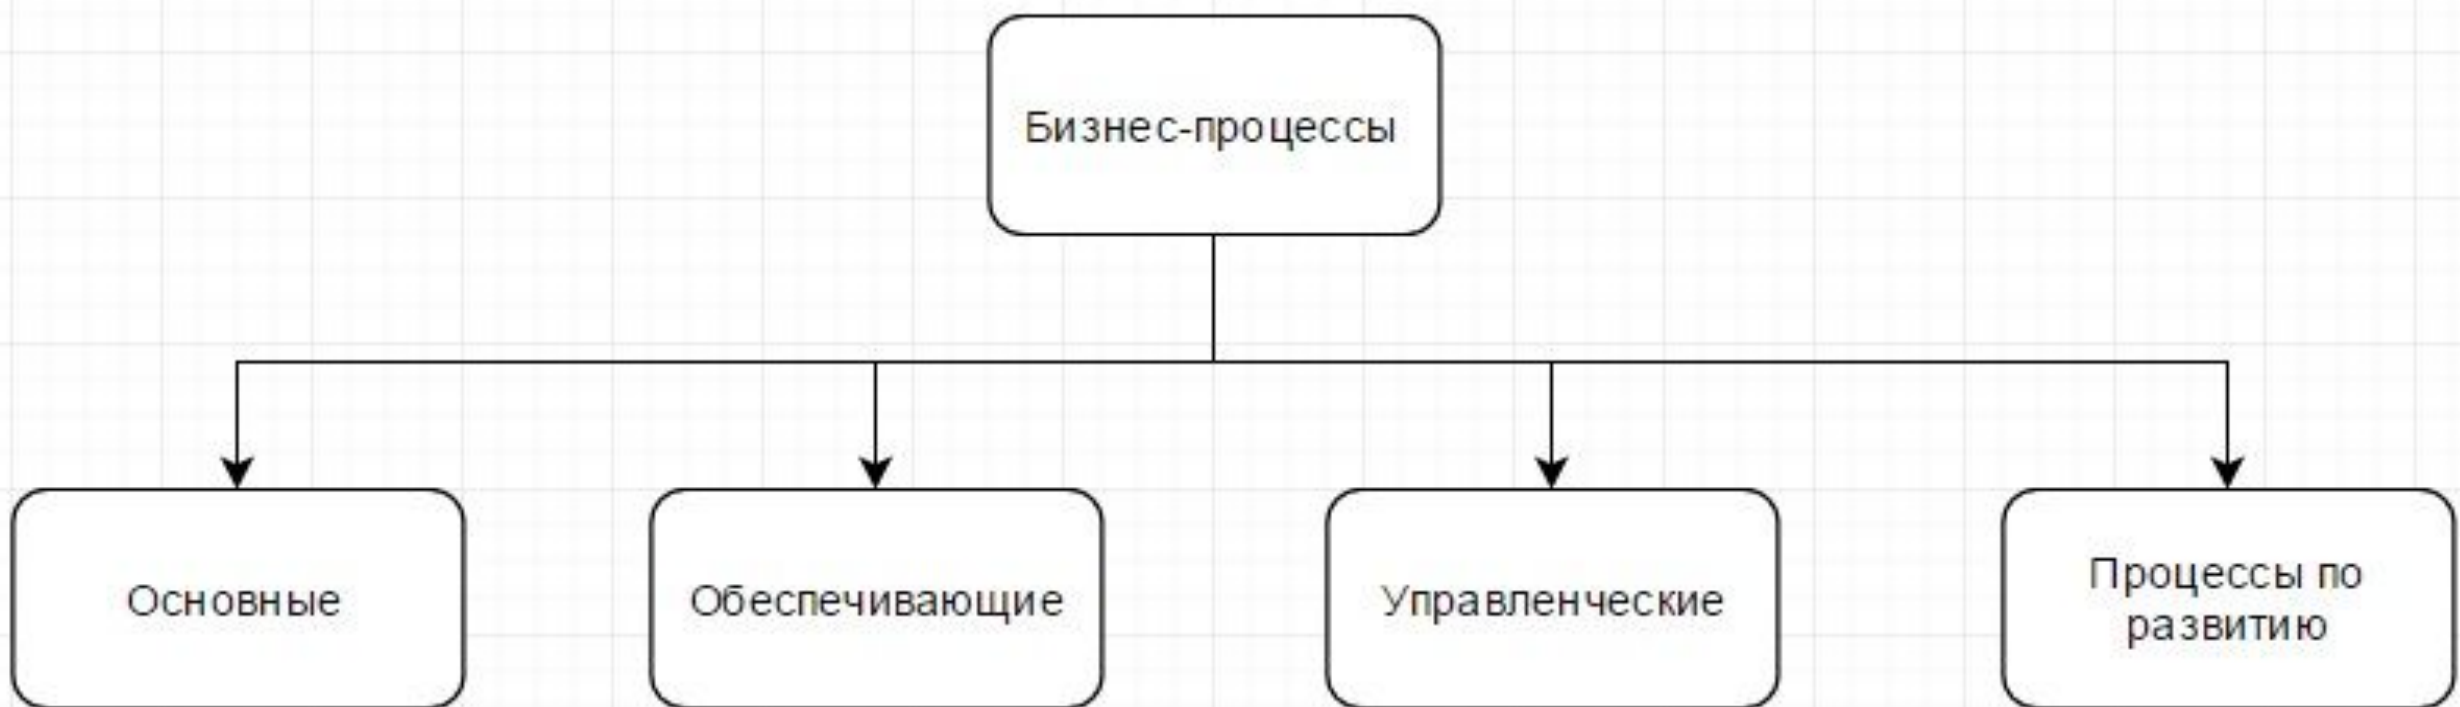 Бизнес-процессы
Основные
Обеспечивающие
Управленческие
Процессы по
развитию